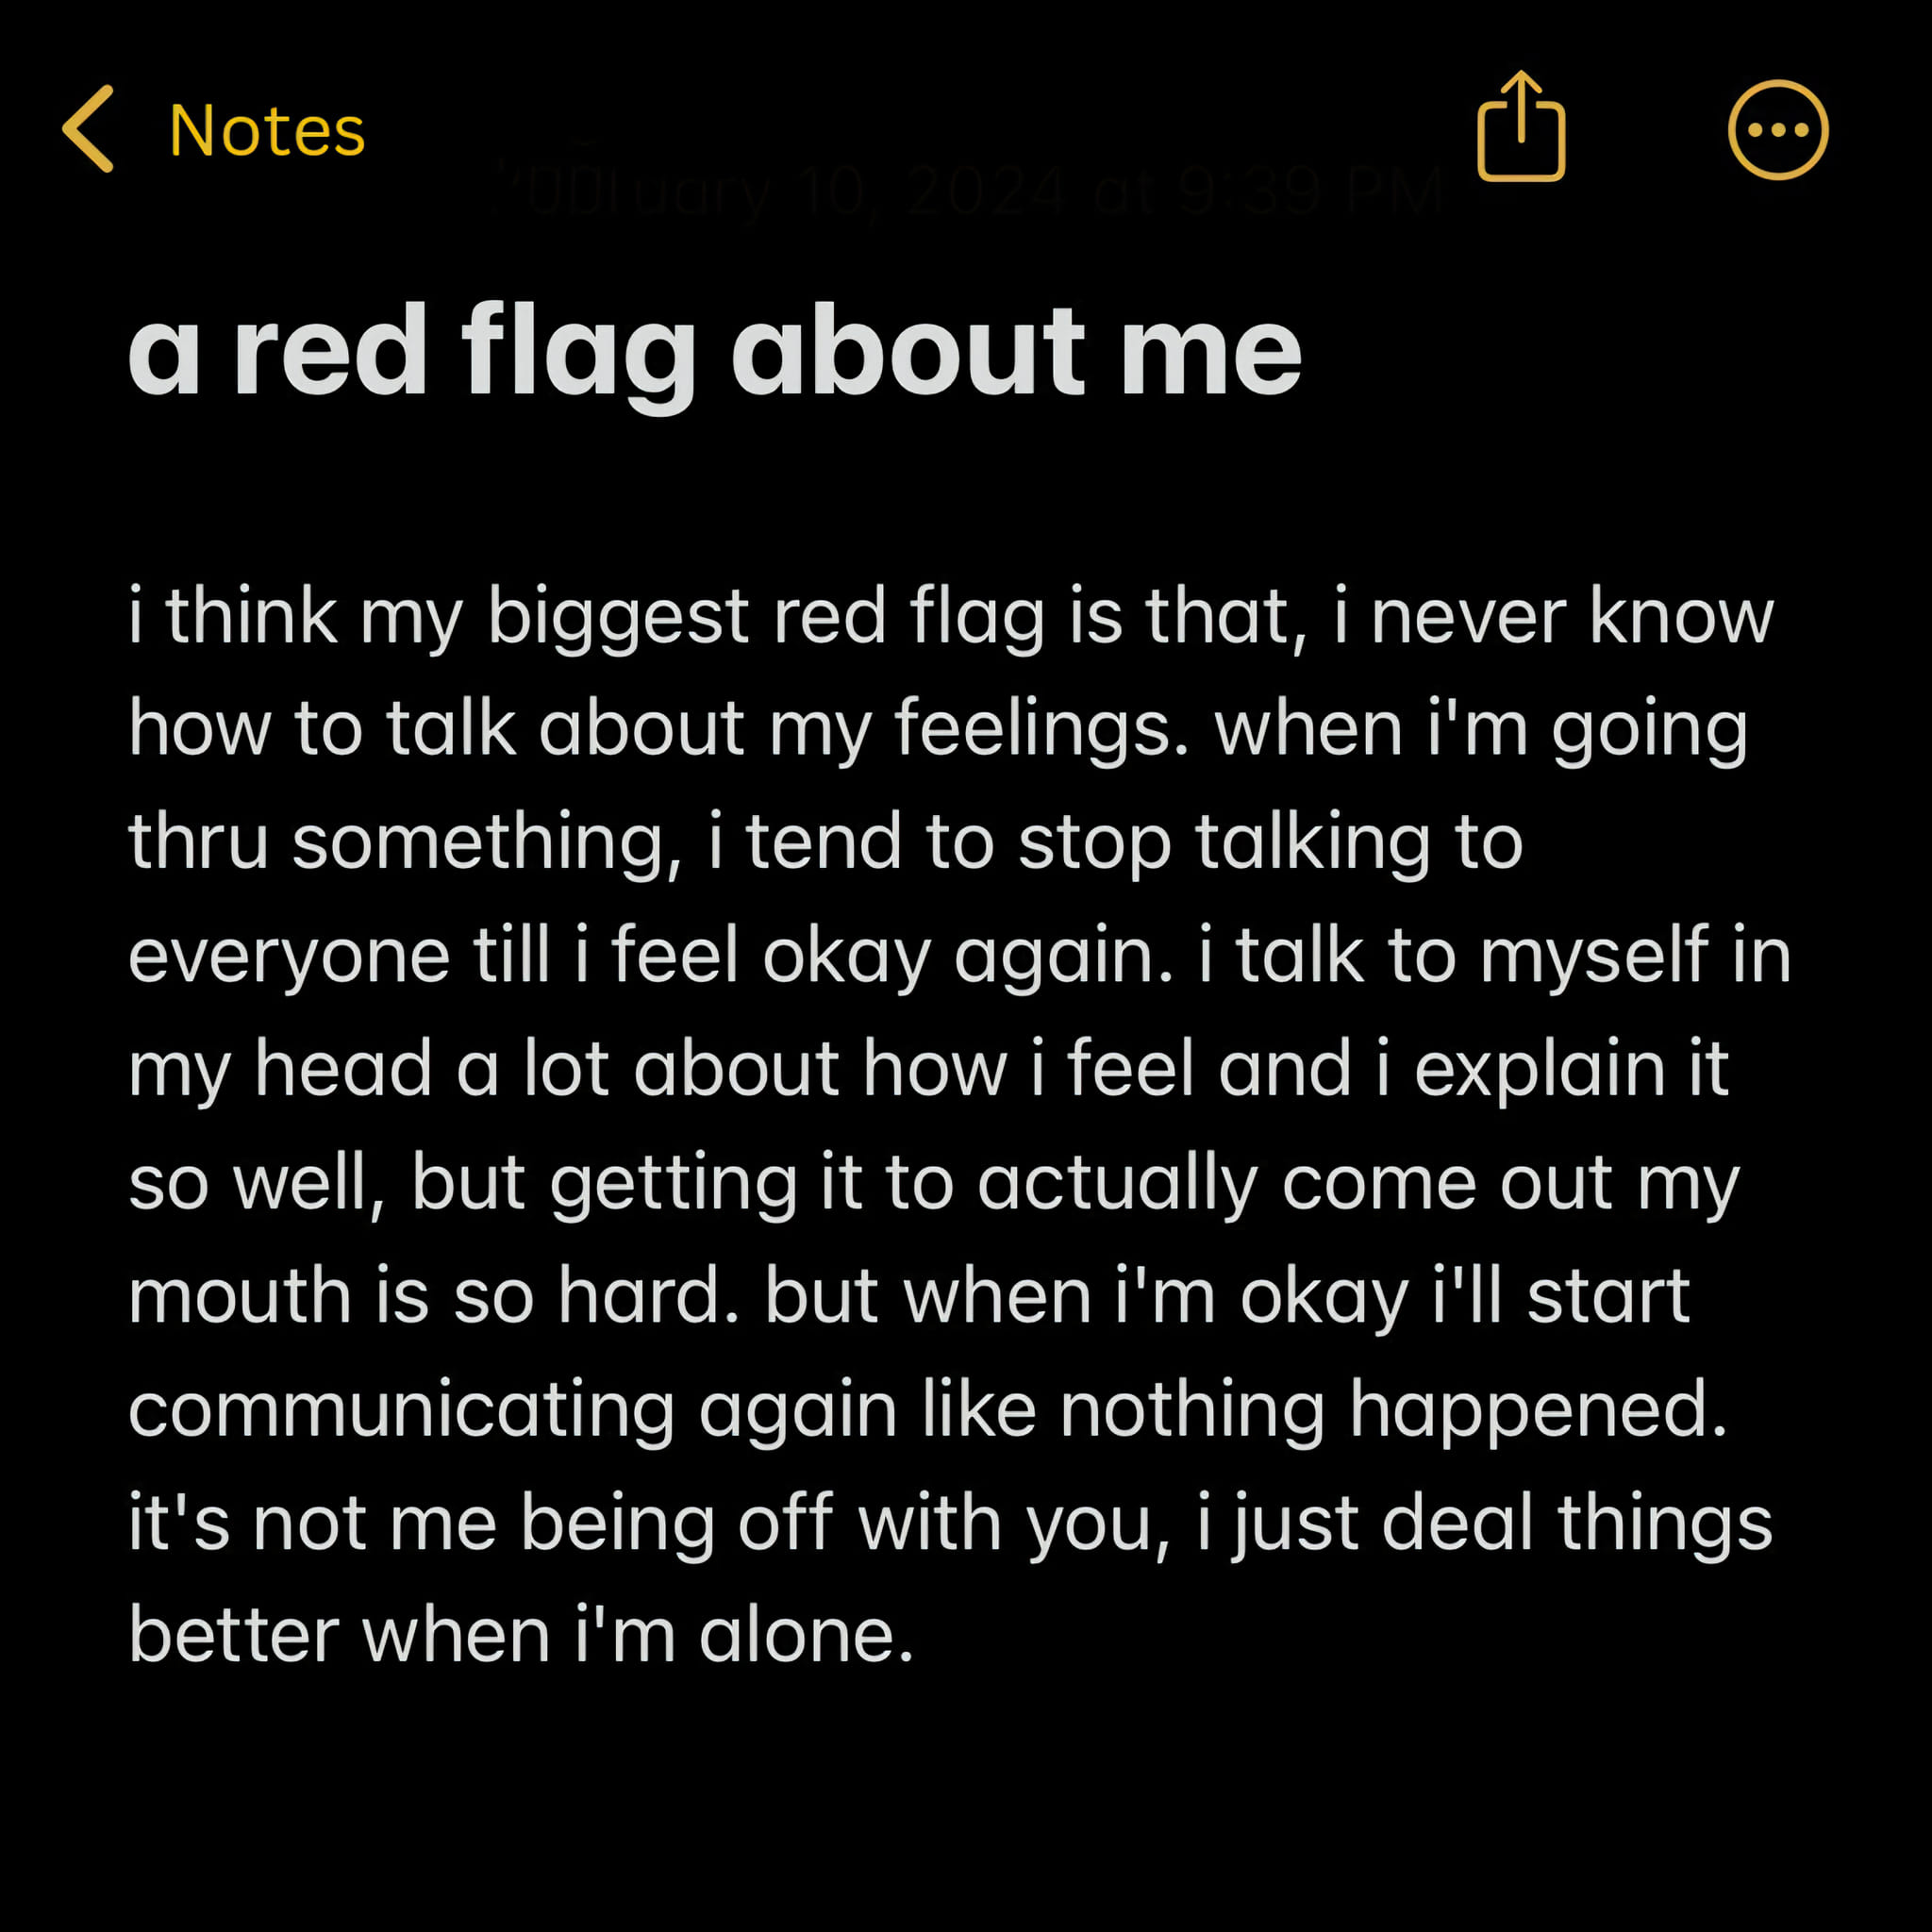 Notes
uary 10, 2024 at 9:39 PM
a red flag about me
i think my biggest red flag is that, i never know
how to talk about my feelings. when i'm going
thru something, i tend to stop talking to
everyone till i feel okay again. i talk to myself in
my head a lot about how i feel and i explain it
so well, but getting it to actually come out my
mouth is so hard. but when i'm okay i'll start
communicating again like nothing happened.
it's not me being off with you, i just deal things
better when i'm alone.